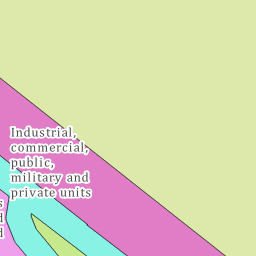 Industrial,
commercial,
public,
military and
private units
s
d
d